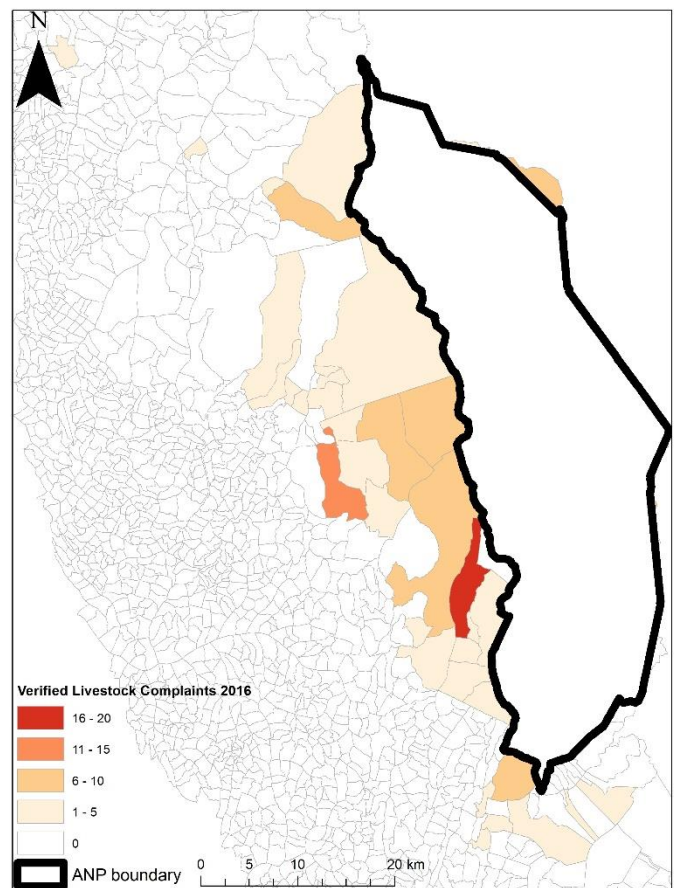 N
Verified Livestock Complaints 2016
16 - 20
11 - 15
6 - 10
1 - 5
0
ANP boundary
0 5 10 20 km